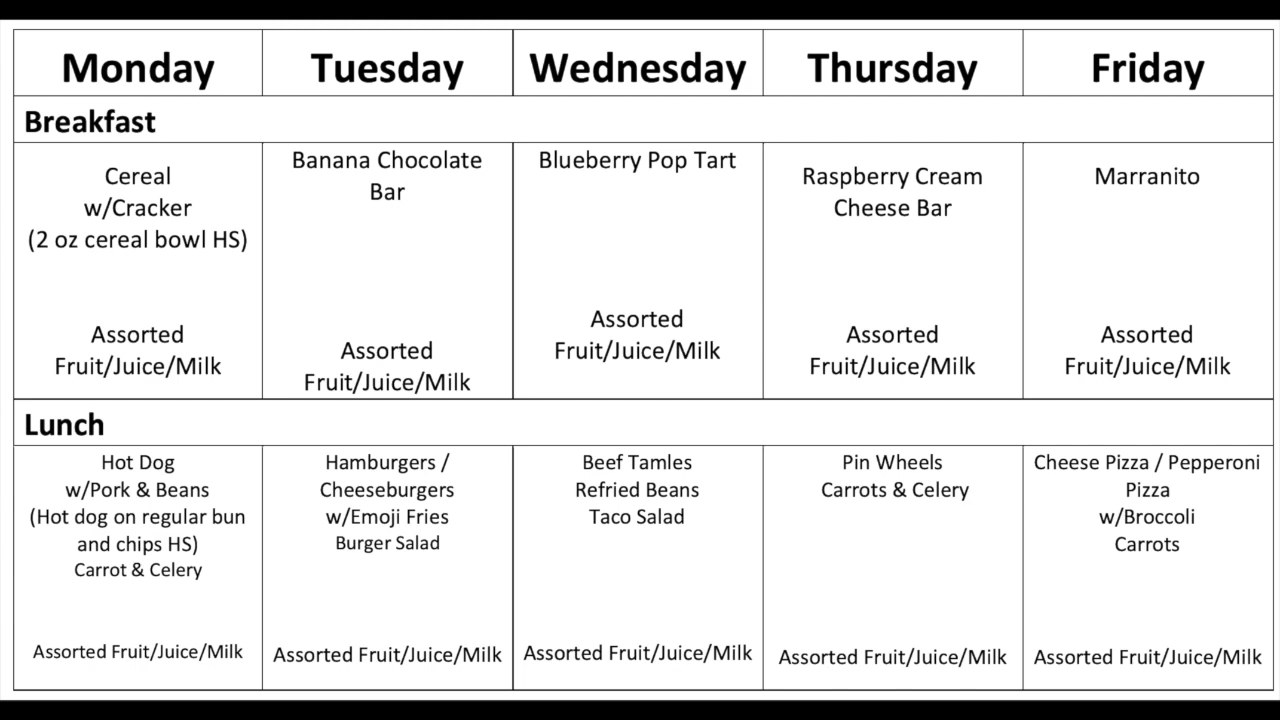 Monday
Tuesday
Wednesday
Thursday
Friday
Breakfast
Cereal
w/Cracker
(2 oz cereal bowl HS)
Assorted
Fruit/Juice/Milk
Banana Chocolate
Bar
Assorted
Fruit/Juice/Milk
Blueberry Pop Tart
Assorted
Fruit/Juice/Milk
Raspberry Cream
Cheese Bar
Assorted
Fruit/Juice/Milk
Marranito
Assorted
Fruit/Juice/Milk
Lunch
Hot Dog
w/Pork & Beans
(Hot dog on regular bun
and chips HS)
Carrot & Celery
Assorted Fruit/Juice/Milk
Hamburgers /
Cheeseburgers
w/Emoji Fries
Burger Salad
Assorted Fruit/Juice/Milk
Beef Tamles
Refried Beans
Taco Salad
Assorted Fruit/Juice/Milk
Pin Wheels
Carrots & Celery
Assorted Fruit/Juice/Milk
Cheese Pizza / Pepperoni
Pizza
w/Broccoli
Carrots
Assorted Fruit/Juice/Milk